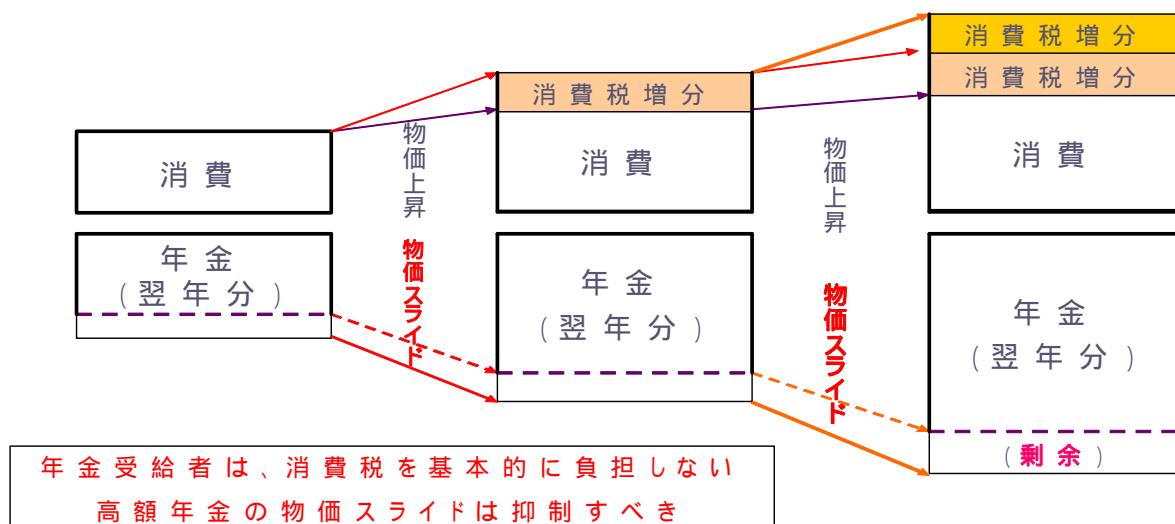 消費
年金
(翌年分)
物価上昇
物価スライド
消費税増分
消費
年金
(翌年分)
物価上昇
物価スライド
消費税増分
消費税増分
消費
年金
(翌年分)
(剰余)
年金受給者は、消費税を基本的に負担しない
高額年金の物価スライドは抑制すべき